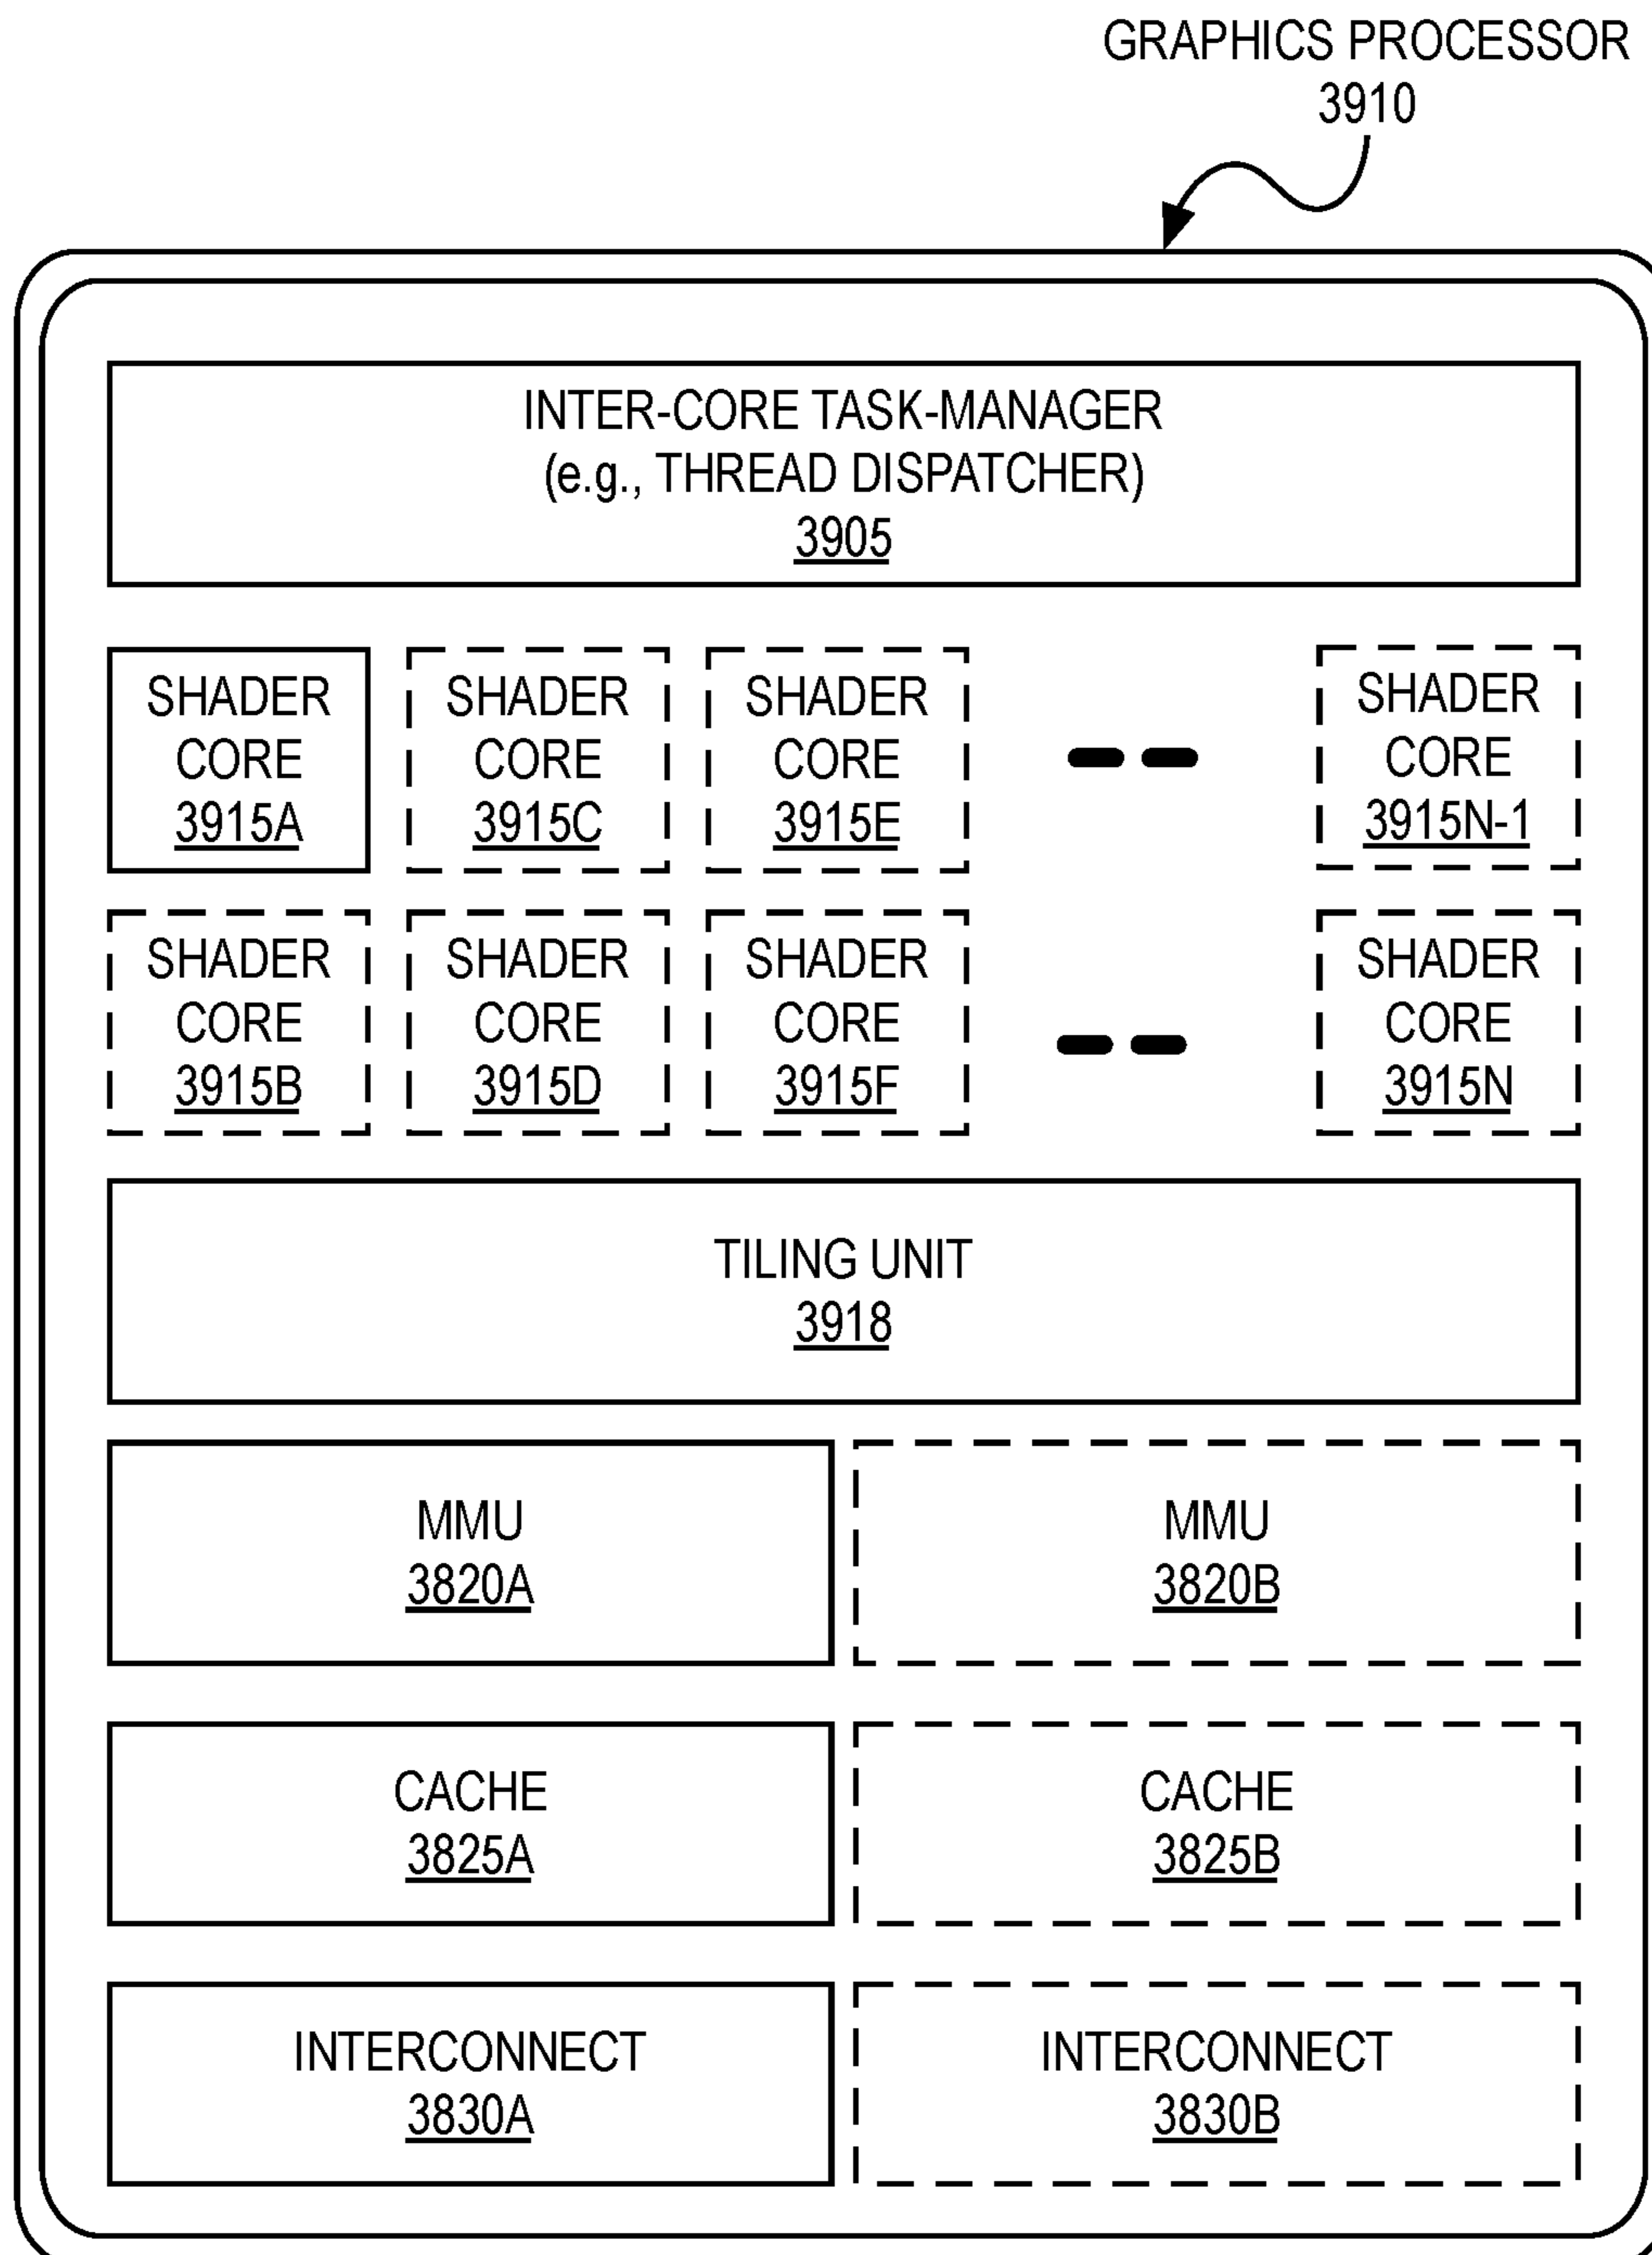 GRAPHICS PROCESSOR
3910
INTER-CORE TASK-MANAGER
(e.g., THREAD DISPATCHER)
3905
SHADER
CORE
3915A
SHADER
CORE
3915C
SHADER
CORE
3915E
SHADER
CORE
3915N-1
SHADER
CORE
3915B
SHADER
CORE
3915D
SHADER
CORE
3915F
SHADER
CORE
3915N
TILING UNIT
3918
MMU
3820A
MMU
3820B
CACHE
3825A
CACHE
3825B
INTERCONNECT
3830A
INTERCONNECT
3830B